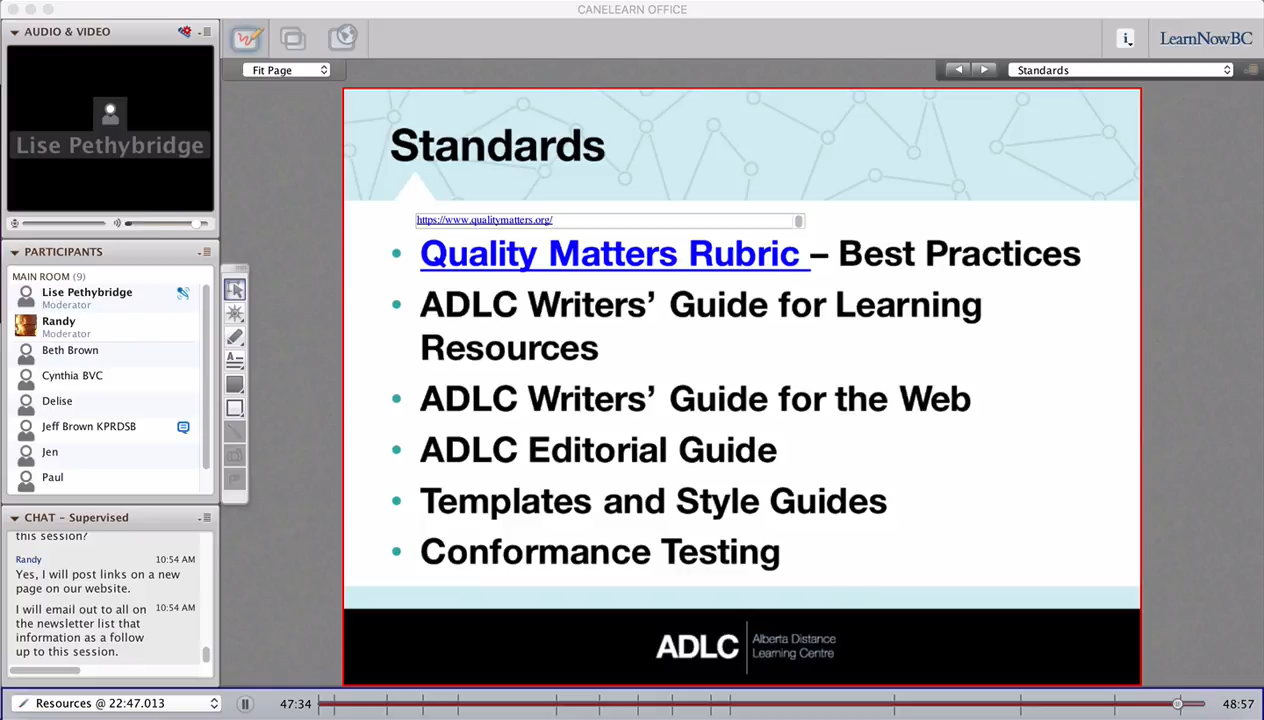 CANELEARN OFFICE
AUDIO & VIDEO
Lise Pethybridge
PARTICIPANTS
MAIN ROOM (9)
Lise Pethybridge
Moderator
Randy
Moderator
Beth Brown
Cynthia BVC
Delise
Jeff Brown KPRDSB
Jen
Paul
CHAT – Supervised
this session?
Randy 10:54 AM
Yes, I will post links on a new
page on our website.
I will email out to all on 10:54 AM
the newsletter list that
information as a follow
up to this session.
i
LearnNowBC
Fit Page
Standards
Standards
https://www.qualitymatters.org/
• Quality Matters Rubric – Best Practices
• ADLC Writers’ Guide for Learning
Resources
• ADLC Writers’ Guide for the Web
• ADLC Editorial Guide
• Templates and Style Guides
• Conformance Testing
ADLC
Alberta Distance
Learning Centre
Resources @ 22:47.013
47:34
48:57